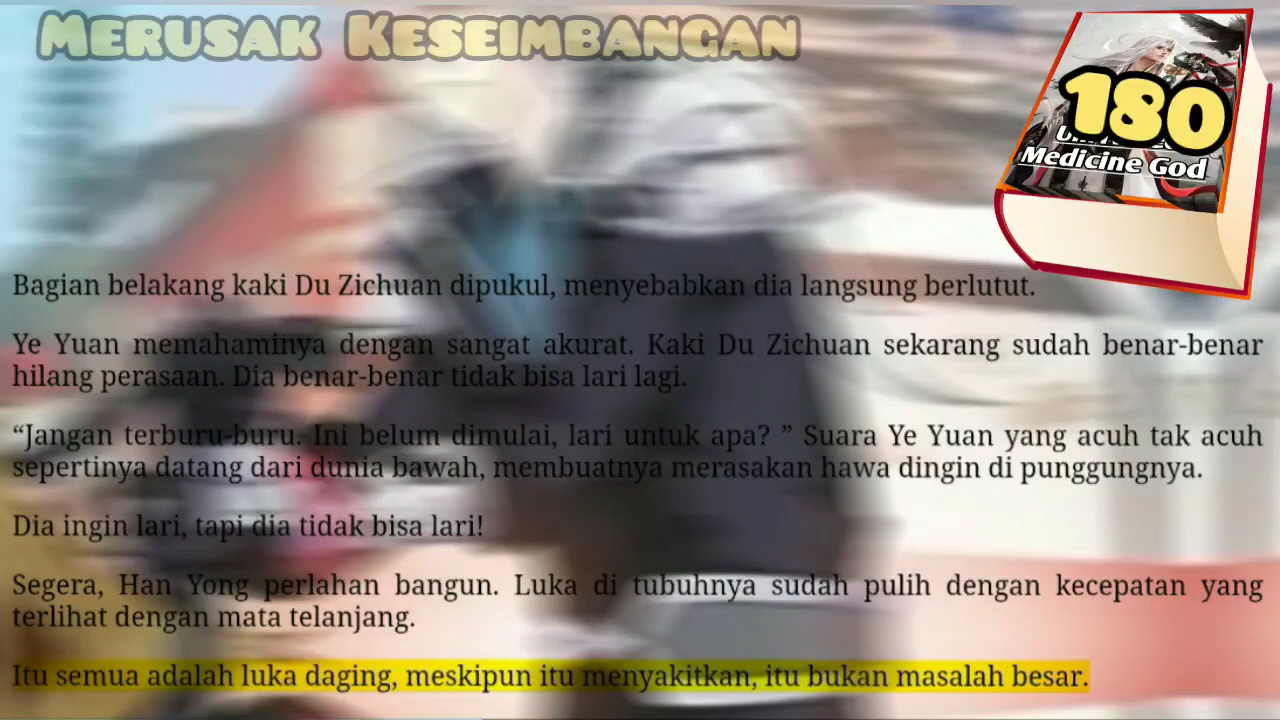 Merusak Keseimbangan
180
Medicine God
Bagian belakang kaki Du Zichuan dipukul, menyebabkan dia langsung berlutut.
Ye Yuan memahaminya dengan sangat akurat. Kaki Du Zichuan sekarang sudah benar-benar
hilang perasaan. Dia benar-benar tidak bisa lari lagi.
“Jangan terburu-buru. Ini belum dimulai, lari untuk apa? ” Suara Ye Yuan yang acuh tak acuh
sepertinya datang dari dunia bawah, membuatnya merasakan hawa dingin di punggungnya.
Dia ingin lari, tapi dia tidak bisa lari!
Segera, Han Yong perlahan bangun. Luka di tubuhnya sudah pulih dengan kecepatan yang
terlihat dengan mata telanjang.
Itu semua adalah luka daging, meskipun itu menyakitkan, itu bukan masalah besar.